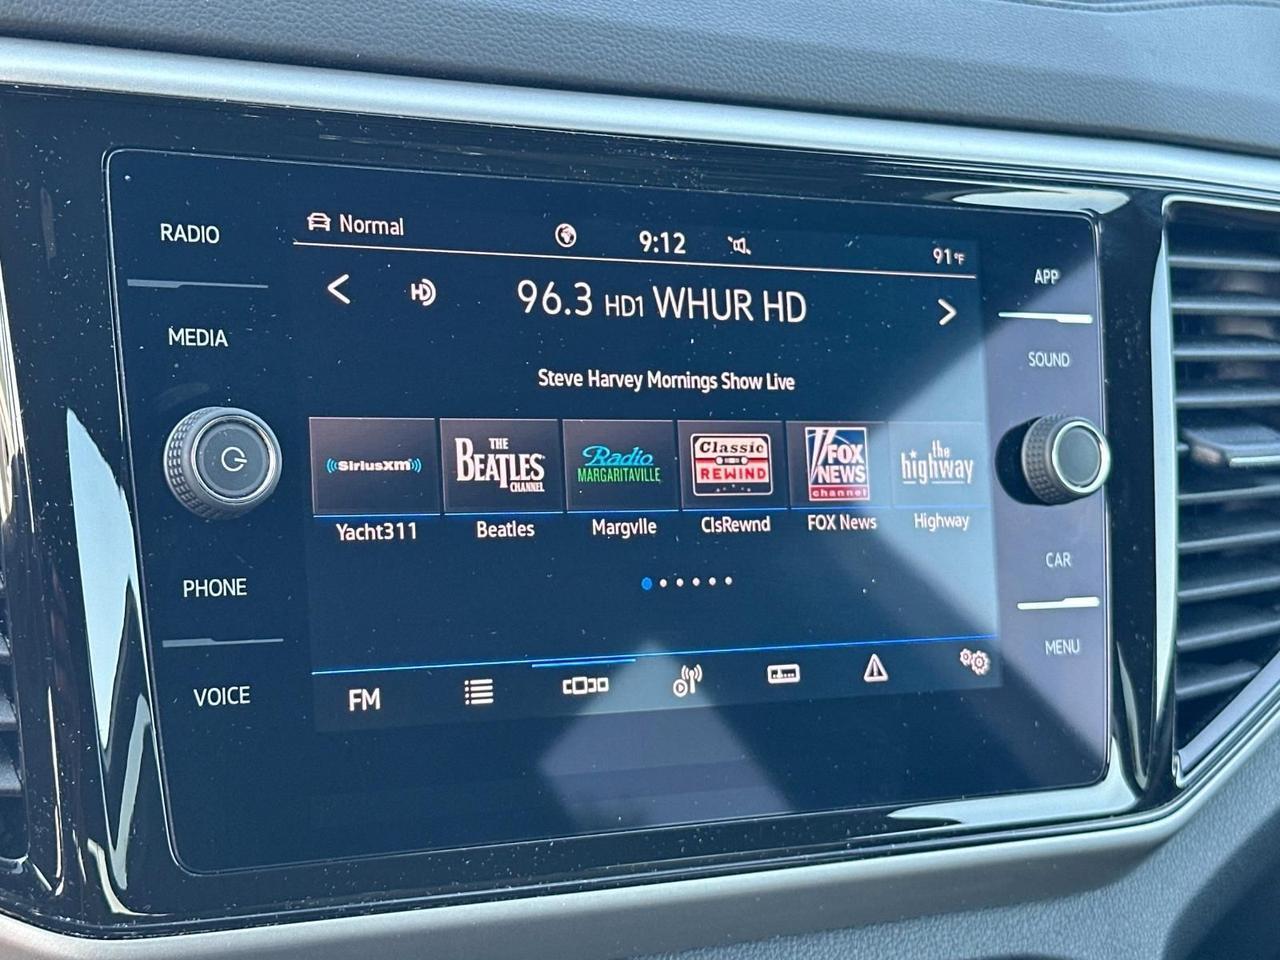 RADIO
MEDIA
PHONE
VOICE
Normal
9:12
91°F
HD
96.3 HD1 WHUR HD
Steve Harvey Mornings Show Live
((SiriusXM))
THE
BEATLES
CHANNEL
Radio
MARGARITAVILLE
Classic
REWIND
FOX
NEWS
channel
the
highway
Yacht311
Beatles
Margvlle
ClsRewnd
FOX News
Highway
FM
APP
SOUND
CAR
MENU